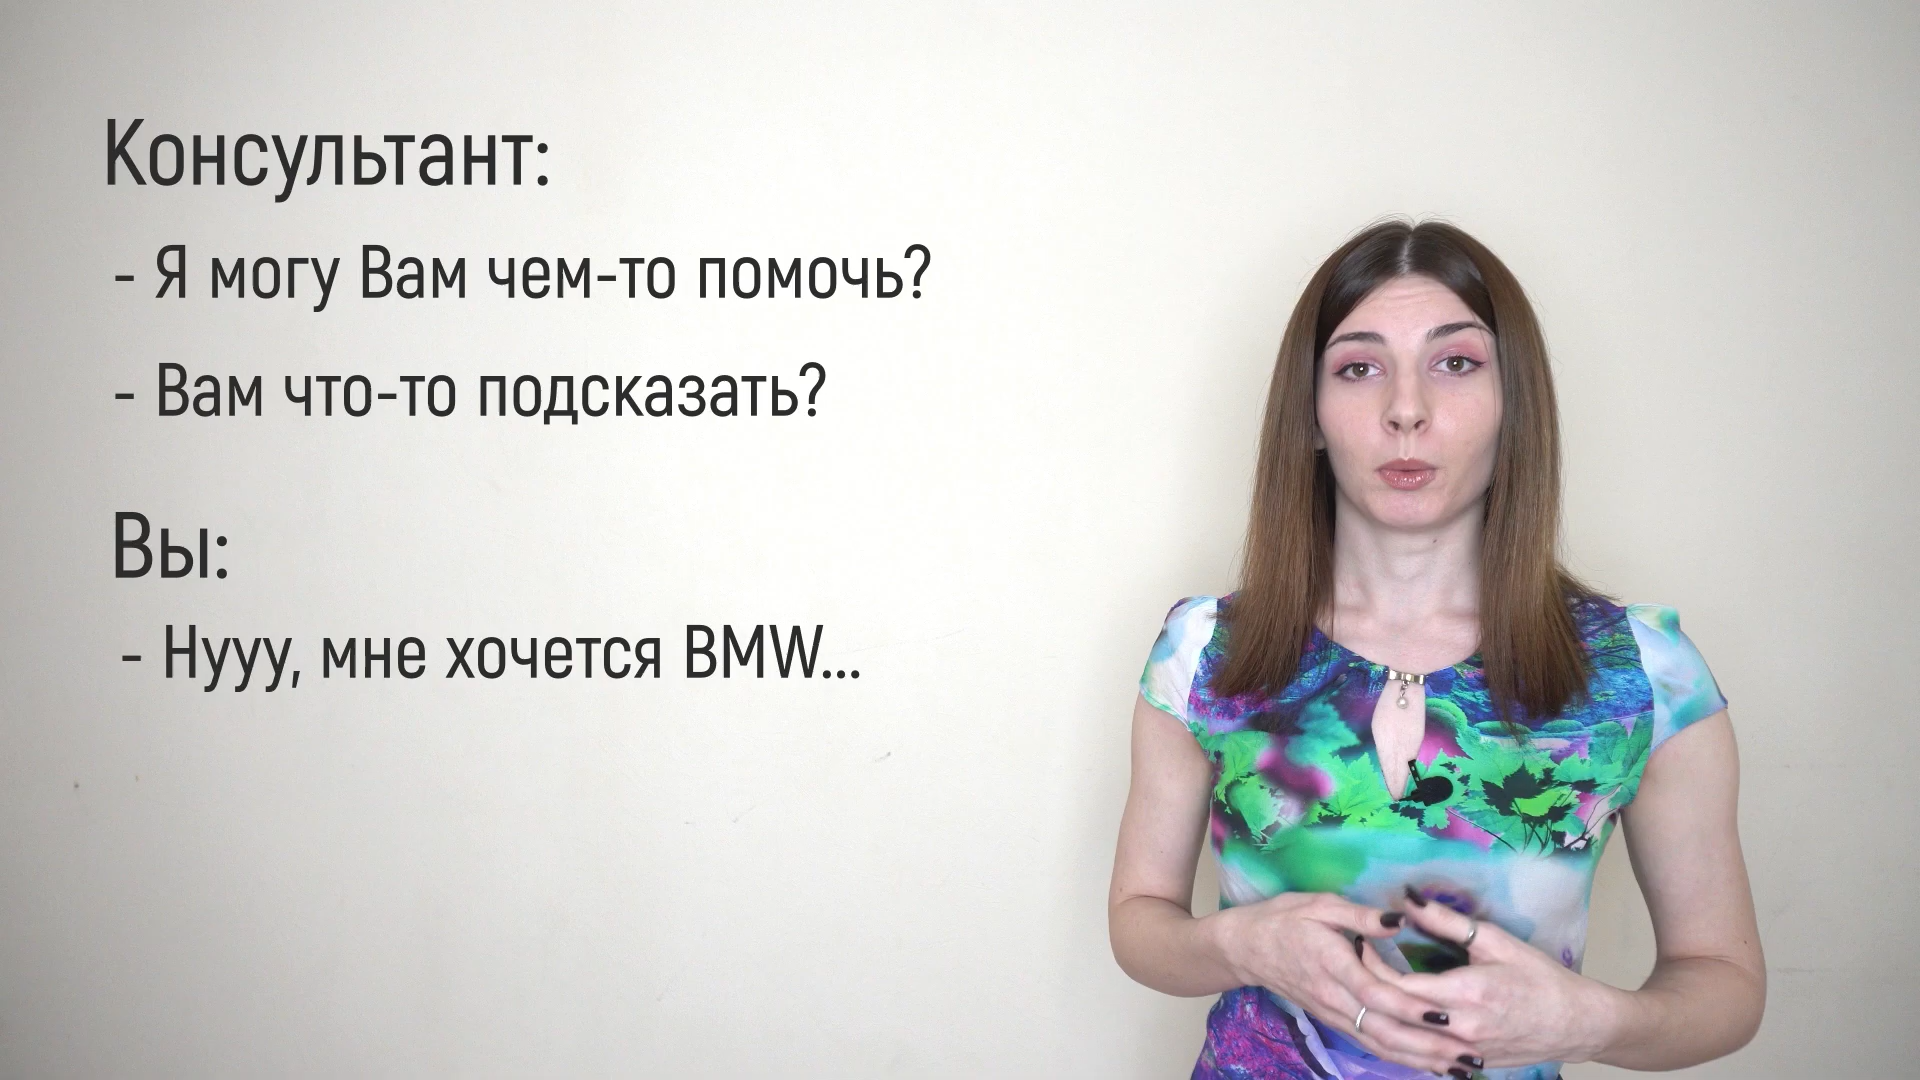 Консультант:
- Я могу Вам чем-то помочь?
- Вам что-то подсказать?
Вы:
- Нууу, мне хочется BMW...